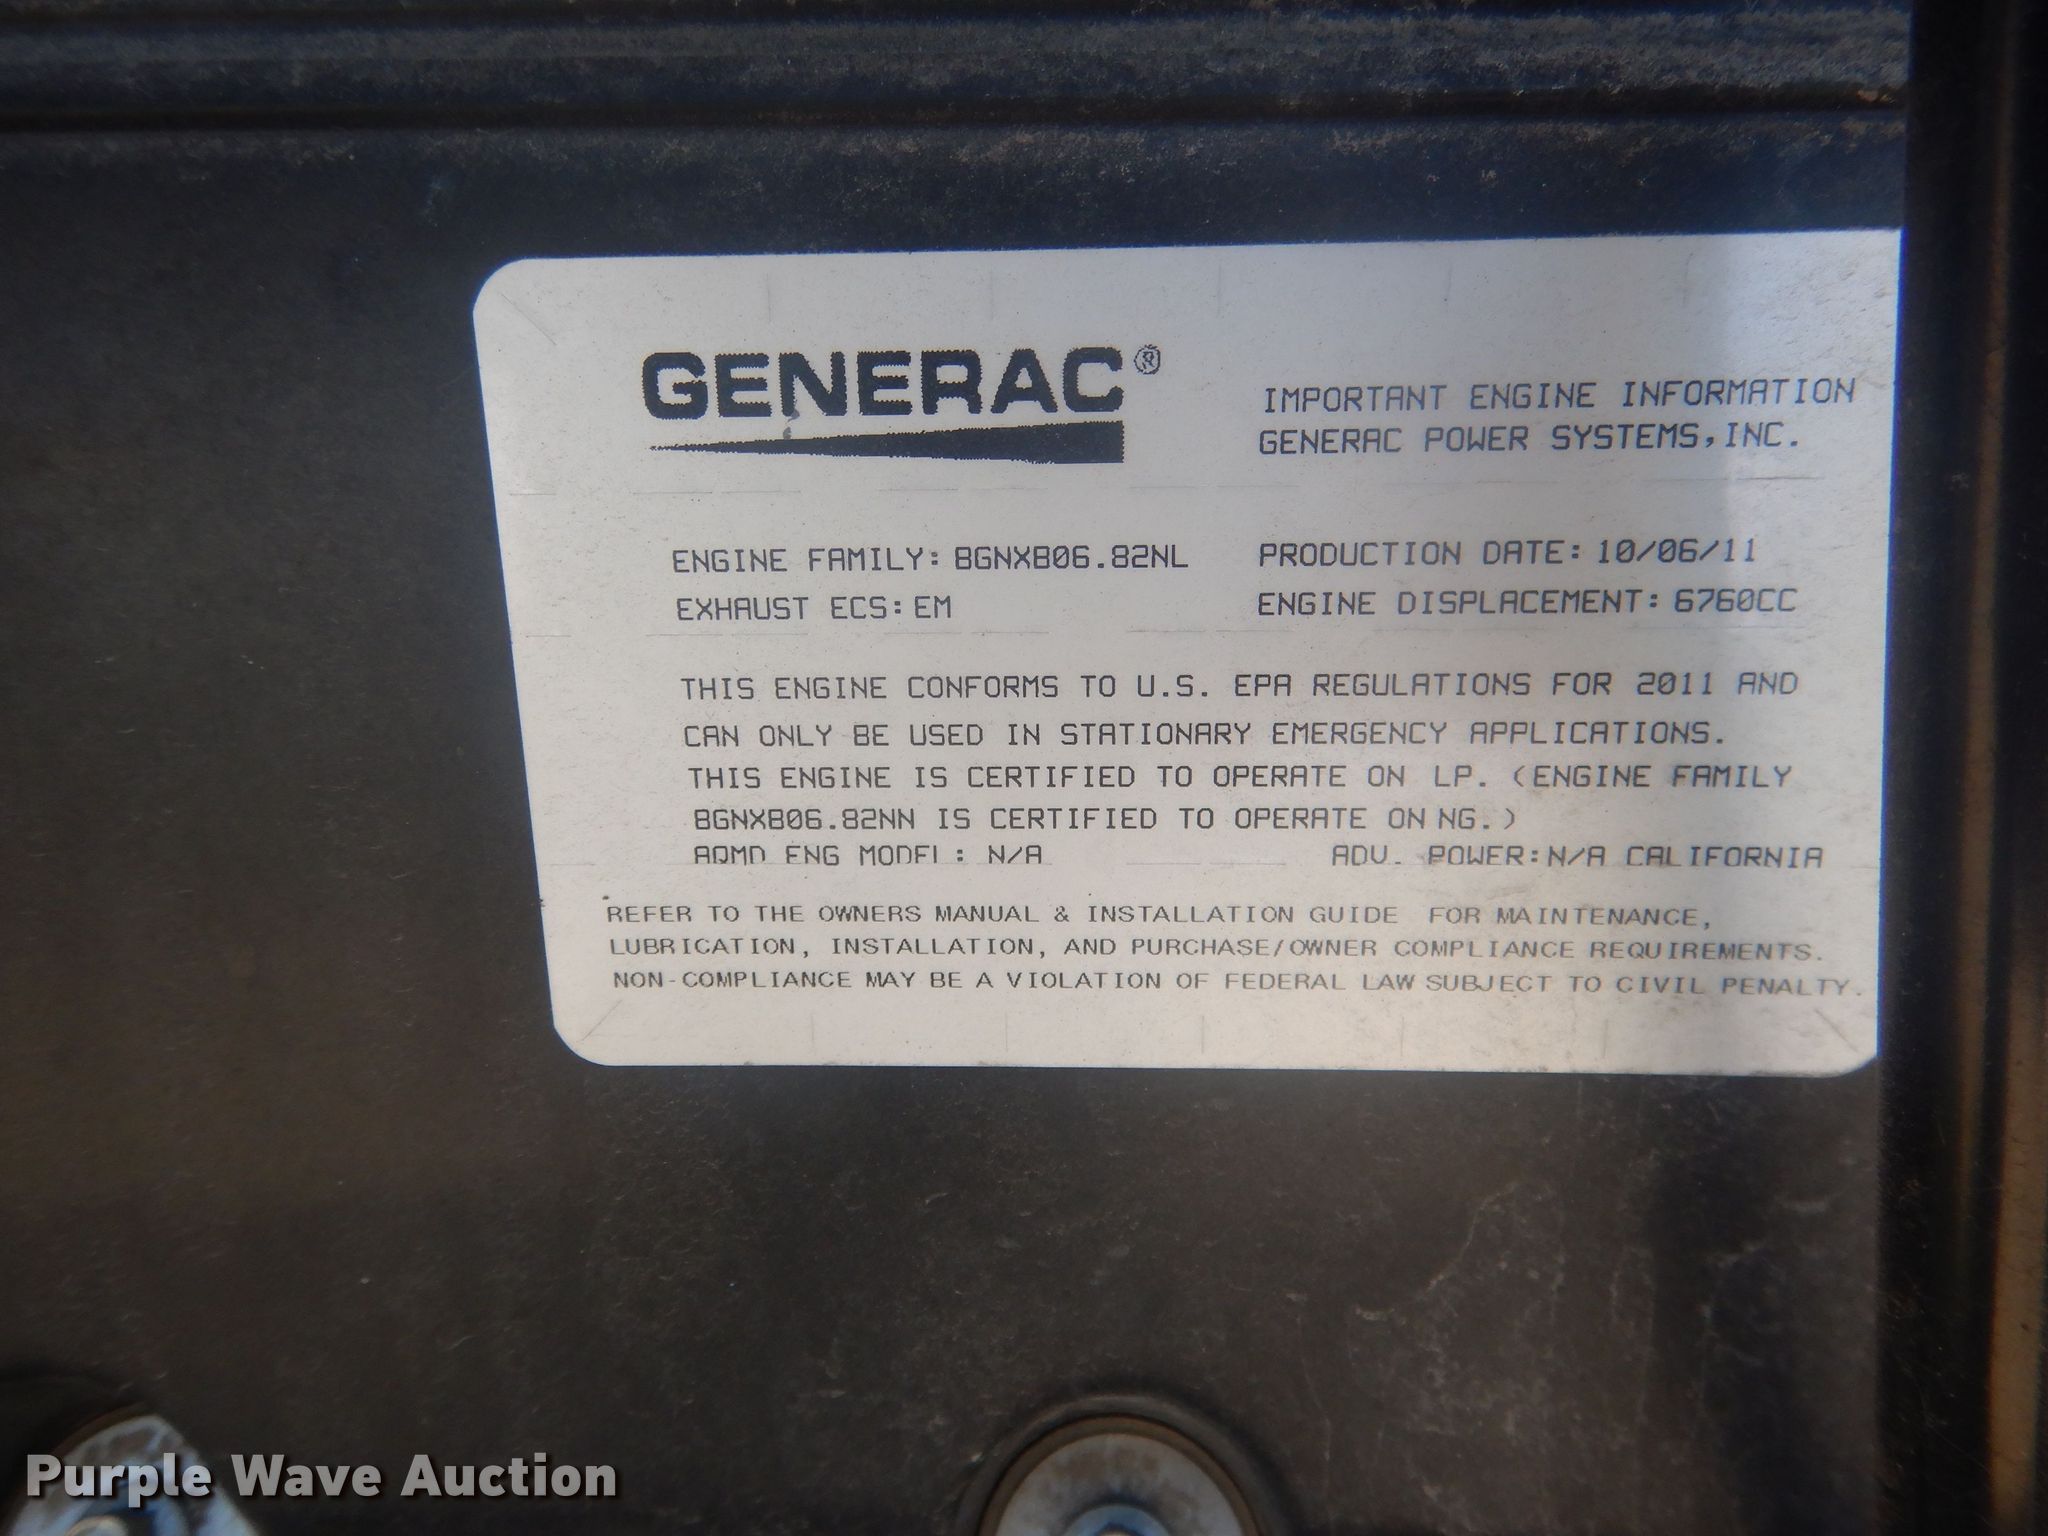 GENERAC®
IMPORTANT ENGINE INFORMATION
GENERAC POWER SYSTEMS, INC.
ENGINE FAMILY: BGNXB06.82NL PRODUCTION DATE: 10/06/11
EXHAUST ECS: EM ENGINE DISPLACEMENT: 6760CC
THIS ENGINE CONFORMS TO U.S. EPA REGULATIONS FOR 2011 AND
CAN ONLY BE USED IN STATIONARY EMERGENCY APPLICATIONS.
THIS ENGINE IS CERTIFIED TO OPERATE ON LP. (ENGINE FAMILY
BGNXB06.82NN IS CERTIFIED TO OPERATE ON NG.)
AQMD ENG MODEL: N/A ADV. POWER: N/A CALIFORNIA
REFER TO THE OWNERS MANUAL & INSTALLATION GUIDE FOR MAINTENANCE,
LUBRICATION, INSTALLATION, AND PURCHASE/OWNER COMPLIANCE REQUIREMENTS.
NON-COMPLIANCE MAY BE A VIOLATION OF FEDERAL LAW SUBJECT TO CIVIL PENALTY.
Purple Wave Auction